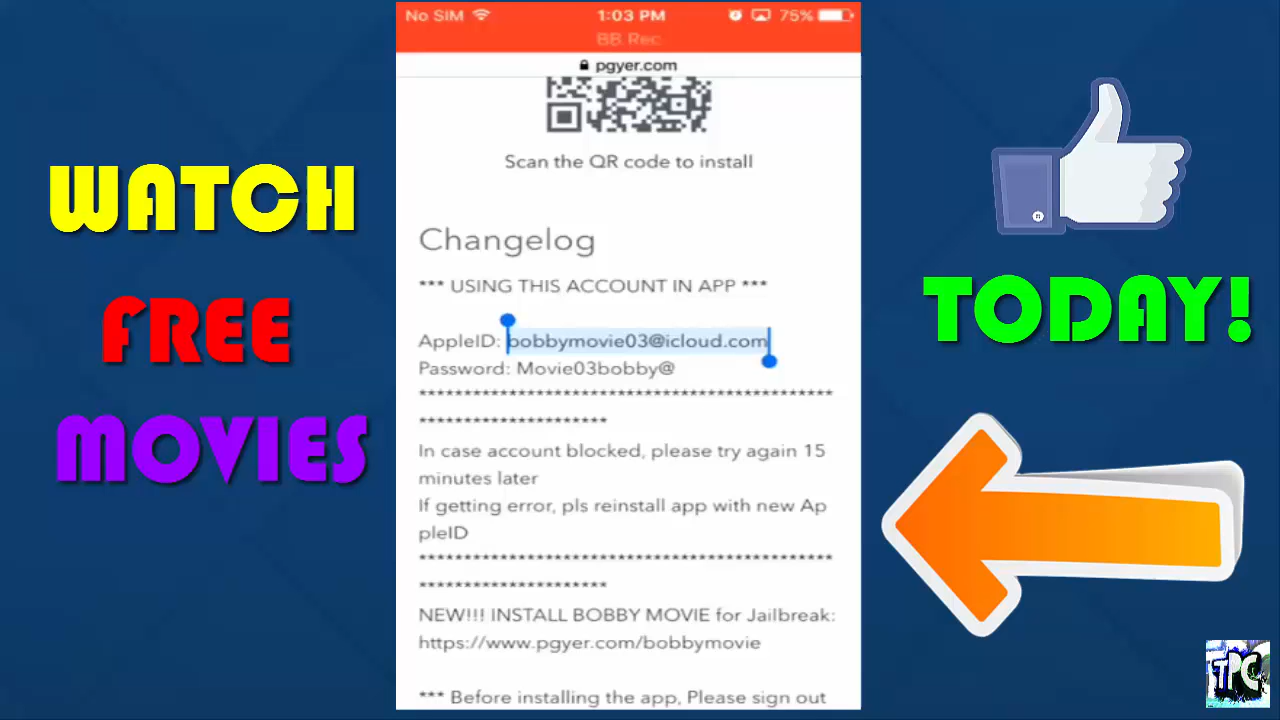 No SIM 1:03 PM 75%
BB Rec
pgyer.com
Scan the QR code to install
Changelog
*** USING THIS ACCOUNT IN APP ***
AppleID: bobbymovie03@icloud.com
Password: Movie03bobby@
**********************************************
*********************
In case account blocked, please try again 15
minutes later
If getting error, pls reinstall app with new Ap
pleID
**********************************************
*********************
NEW!!! INSTALL BOBBY MOVIE for Jailbreak:
https://www.pgyer.com/bobbymovie
*** Before installing the app, Please sign out
WATCH
FREE
MOVIES
TODAY!
TPC